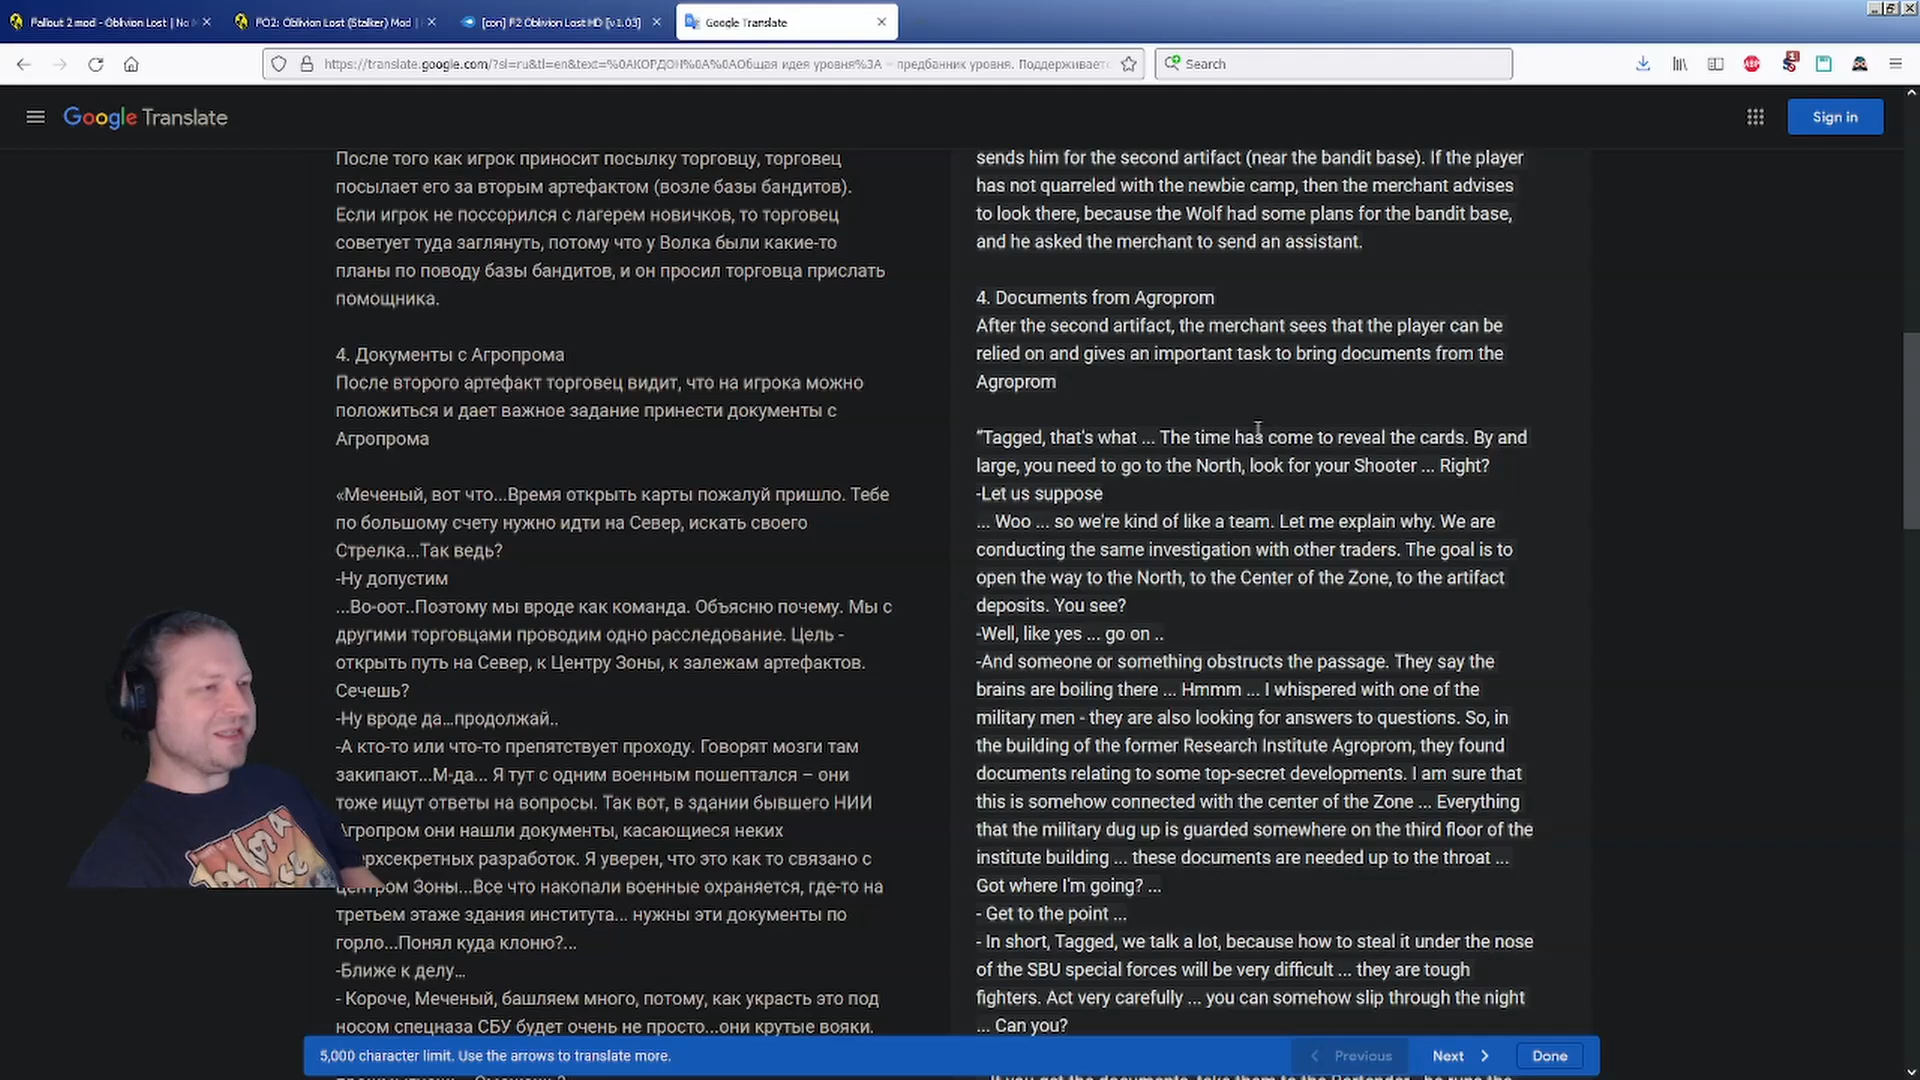 Fallout 2 mod - Oblivion Lost | No M
FO2: Oblivion Lost (Stalker) Mod |
[con] F2 Oblivion Lost HD [v1.03]
Google Translate
https://translate.google.com/?sl=ru&tl=en&text=%0AКОРДОН%0A%0AОбщая идея уровня%3A – предбанник уровня. Поддерживаетс
Search
Google Translate
Sign in
После того как игрок приносит посылку торговцу, торговец
посылает его за вторым артефактом (возле базы бандитов).
Если игрок не поссорился с лагерем новичков, то торговец
советует туда заглянуть, потому что у Волка были какие-то
планы по поводу базы бандитов, и он просил торговца прислать
помощника.
4. Документы с Агропрома
После второго артефакт торговец видит, что на игрока можно
положиться и дает важное задание принести документы с
Агропрома
«Меченый, вот что...Время открыть карты пожалуй пришло. Тебе
по большому счету нужно идти на Север, искать своего
Стрелка...Так ведь?
-Ну допустим
...Во-оот..Поэтому мы вроде как команда. Объясню почему. Мы с
другими торговцами проводим одно расследование. Цель -
открыть путь на Север, к Центру Зоны, к залежам артефактов.
Сечешь?
-Ну вроде да…продолжай..
-А кто-то или что-то препятствует проходу. Говорят мозги там
закипают...М-да... Я тут с одним военным пошептался – они
тоже ищут ответы на вопросы. Так вот, в здании бывшего НИИ
Агропром они нашли документы, касающиеся неких
ерхсекретных разработок. Я уверен, что это как то связано с
центром Зоны...Все что накопали военные охраняется, где-то на
третьем этаже здания института... нужны эти документы по
горло...Понял куда клоню?...
-Ближе к делу…
- Короче, Меченый, башляем много, потому, как украсть это под
носом спецназа СБУ будет очень не просто...они крутые вояки.
sends him for the second artifact (near the bandit base). If the player
has not quarreled with the newbie camp, then the merchant advises
to look there, because the Wolf had some plans for the bandit base,
and he asked the merchant to send an assistant.
4. Documents from Agroprom
After the second artifact, the merchant sees that the player can be
relied on and gives an important task to bring documents from the
Agroprom
“Tagged, that's what ... The time has come to reveal the cards. By and
large, you need to go to the North, look for your Shooter ... Right?
-Let us suppose
... Woo ... so we're kind of like a team. Let me explain why. We are
conducting the same investigation with other traders. The goal is to
open the way to the North, to the Center of the Zone, to the artifact
deposits. You see?
-Well, like yes ... go on ..
-And someone or something obstructs the passage. They say the
brains are boiling there ... Hmmm ... I whispered with one of the
military men - they are also looking for answers to questions. So, in
the building of the former Research Institute Agroprom, they found
documents relating to some top-secret developments. I am sure that
this is somehow connected with the center of the Zone ... Everything
that the military dug up is guarded somewhere on the third floor of the
institute building ... these documents are needed up to the throat ...
Got where I'm going? ...
- Get to the point ...
- In short, Tagged, we talk a lot, because how to steal it under the nose
of the SBU special forces will be very difficult ... they are tough
fighters. Act very carefully ... you can somehow slip through the night
... Can you?
5,000 character limit. Use the arrows to translate more.
Previous
Next
Done